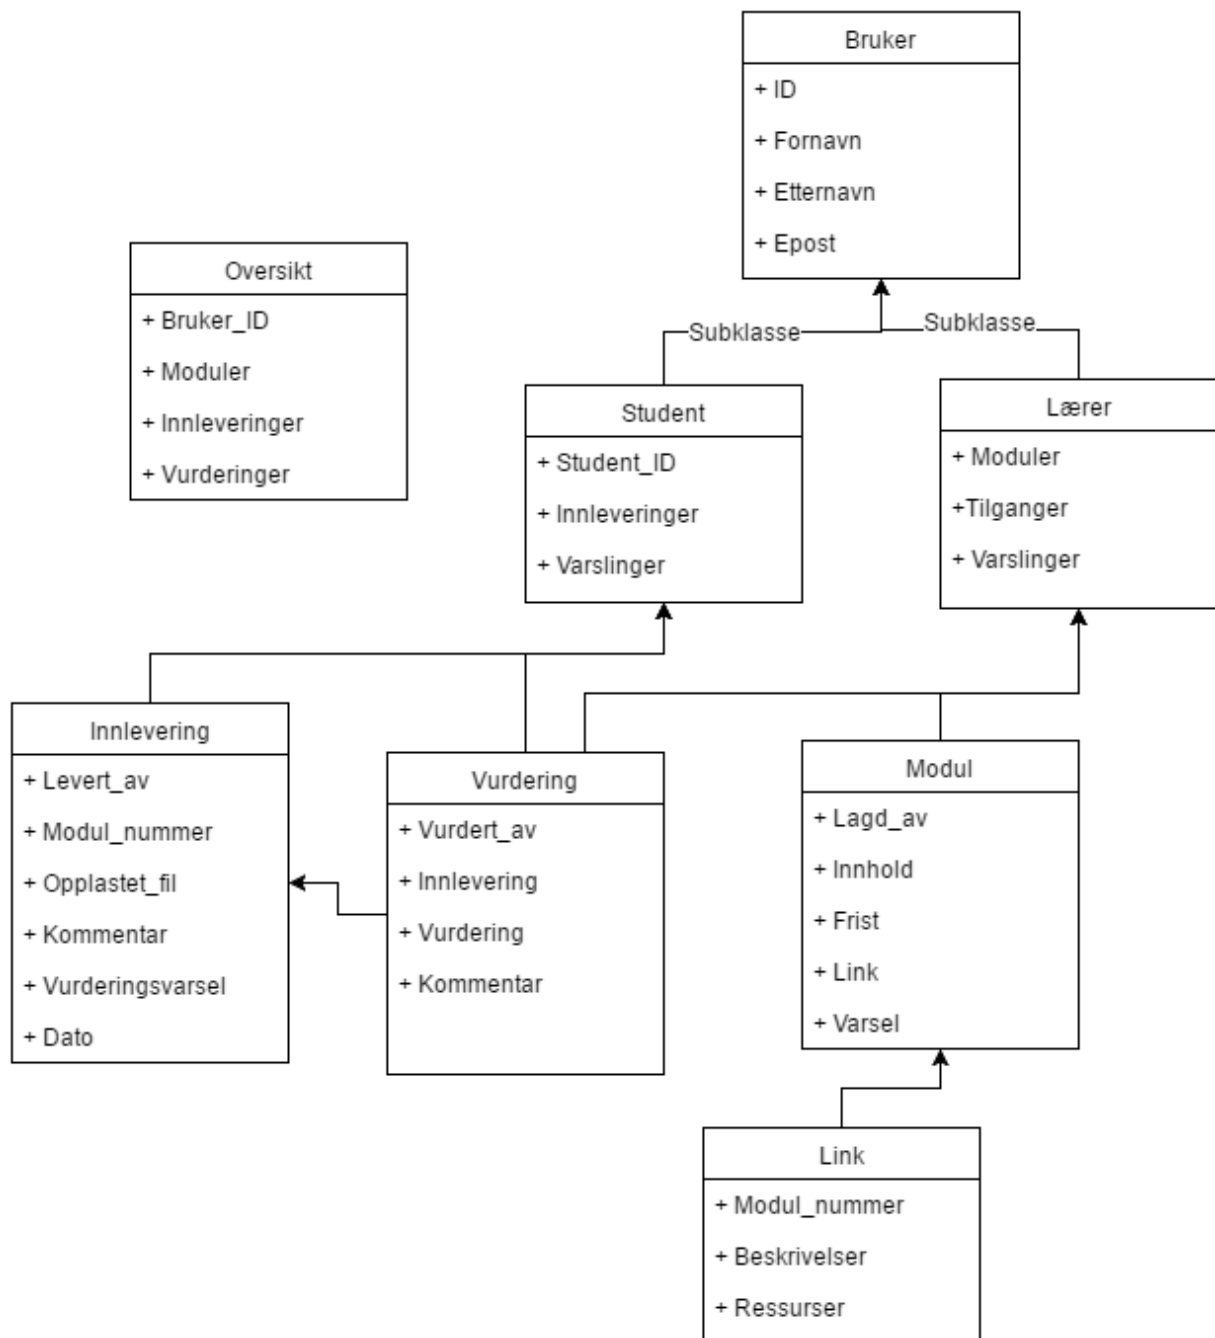 Bruker
+ ID
+ Fornavn
+ Etternavn
+ Epost
Oversikt
+ Bruker_ID
+ Moduler
+ Innleveringer
+ Vurderinger
Subklasse
Subklasse
Student
+ Student_ID
+ Innleveringer
+ Varslinger
Lærer
+ Moduler
+Tilganger
+ Varslinger
Innlevering
+ Levert_av
+ Modul_nummer
+ Opplastet_fil
+ Kommentar
+ Vurderingsvarsel
+ Dato
Vurdering
+ Vurdert_av
+ Innlevering
+ Vurdering
+ Kommentar
Modul
+ Lagd_av
+ Innhold
+ Frist
+ Link
+ Varsel
Link
+ Modul_nummer
+ Beskrivelser
+ Ressurser